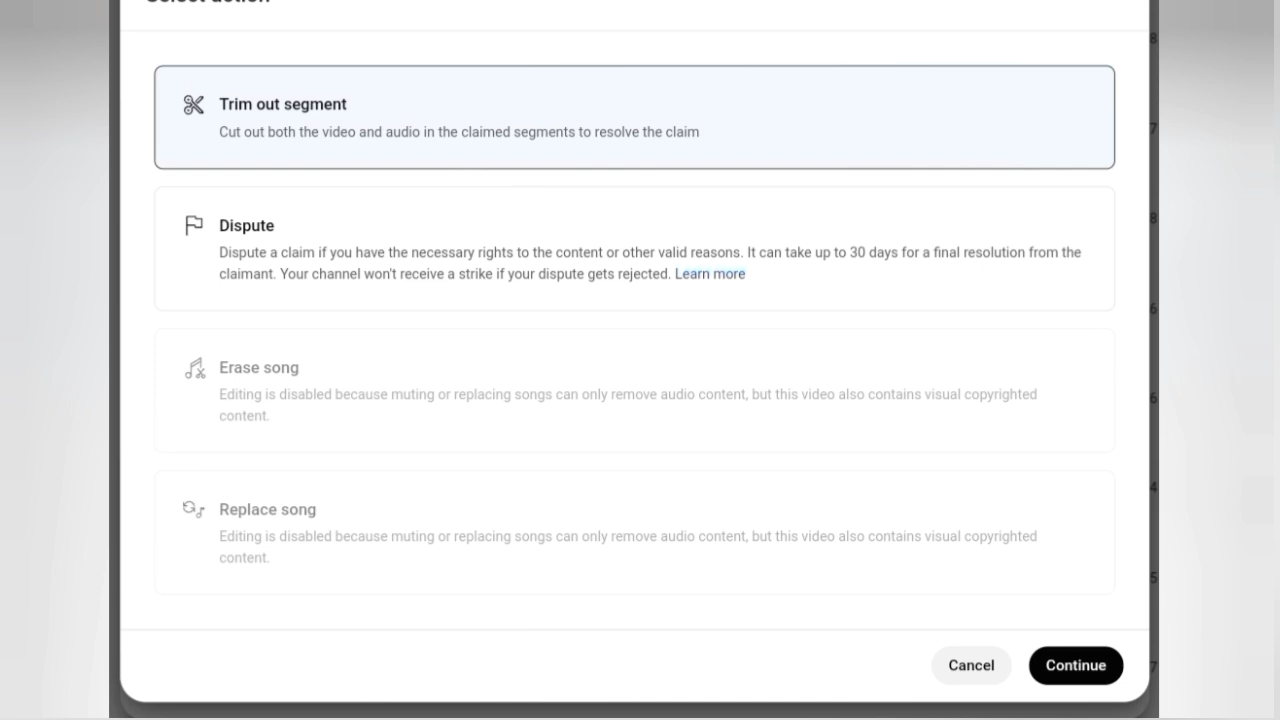 Select action
Trim out segment
Cut out both the video and audio in the claimed segments to resolve the claim
Dispute
Dispute a claim if you have the necessary rights to the content or other valid reasons. It can take up to 30 days for a final resolution from the
claimant. Your channel won't receive a strike if your dispute gets rejected. Learn more
Erase song
Editing is disabled because muting or replacing songs can only remove audio content, but this video also contains visual copyrighted
content.
Replace song
Editing is disabled because muting or replacing songs can only remove audio content, but this video also contains visual copyrighted
content.
Cancel Continue